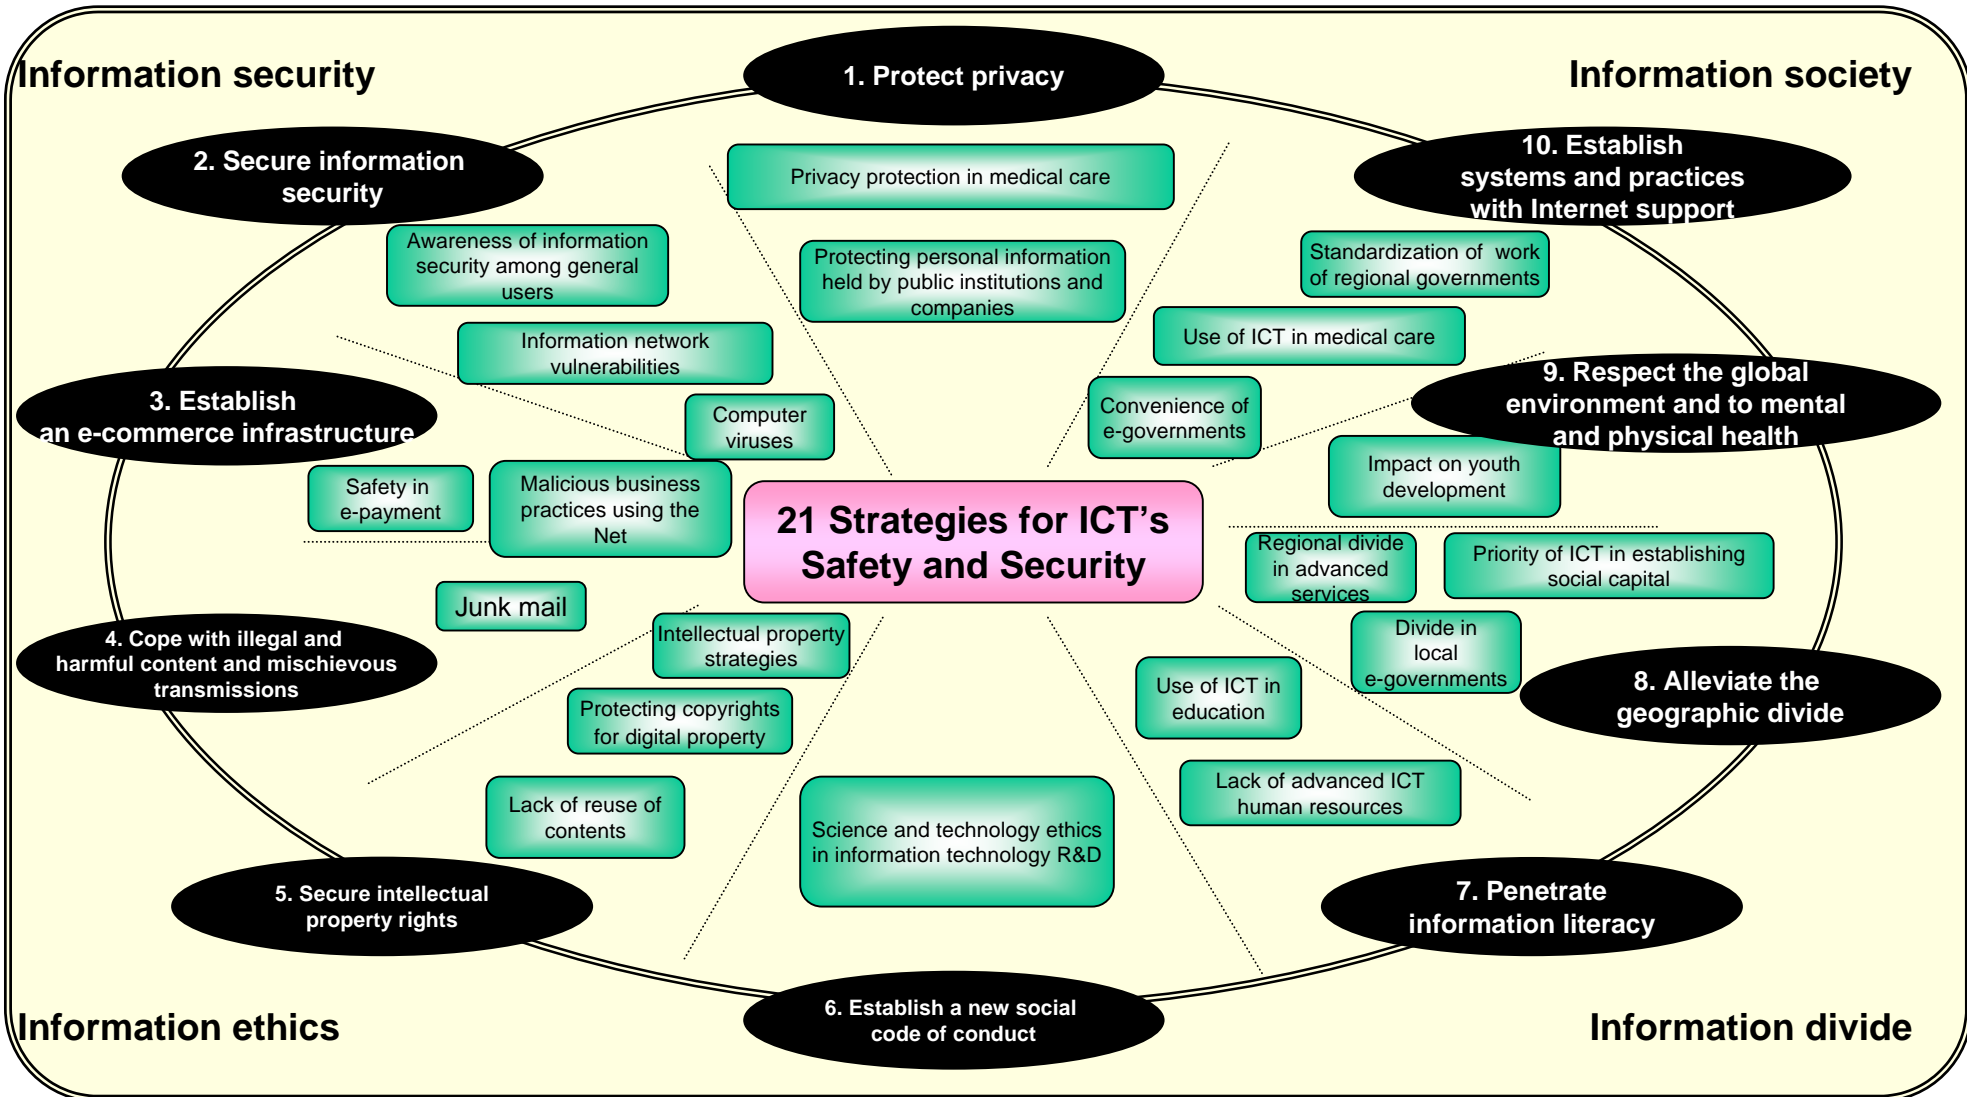 Information security
Information society
1. Protect privacy
2. Secure information
security
10. Establish
systems and practices
with Internet support
Privacy protection in medical care
Awareness of information
security among general
users
Protecting personal information
held by public institutions and
companies
Standardization of work
of regional governments
Information network
vulnerabilities
Use of ICT in medical care
3. Establish
an e-commerce infrastructure
Computer
viruses
Convenience of
e-governments
9. Respect the global
environment and to mental
and physical health
Safety in
e-payment
Malicious business
practices using the
Net
Impact on youth
development
21 Strategies for ICT’s
Safety and Security
Regional divide
in advanced
services
Priority of ICT in establishing
social capital
Junk mail
4. Cope with illegal and
harmful content and mischievous
transmissions
Intellectual property
strategies
Divide in
local
e-governments
Use of ICT in
education
8. Alleviate the
geographic divide
Protecting copyrights
for digital property
Lack of reuse of
contents
Science and technology ethics
in information technology R&D
Lack of advanced ICT
human resources
5. Secure intellectual
property rights
7. Penetrate
information literacy
6. Establish a new social
code of conduct
Information ethics
Information divide